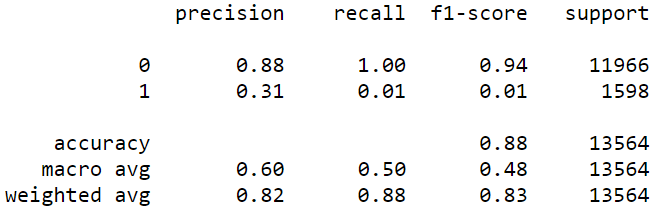 precision recall f1-score support
0 0.88 1.00 0.94 11966
1 0.31 0.01 0.01 1598
accuracy 0.88 13564
macro avg 0.60 0.50 0.48 13564
weighted avg 0.82 0.88 0.83 13564